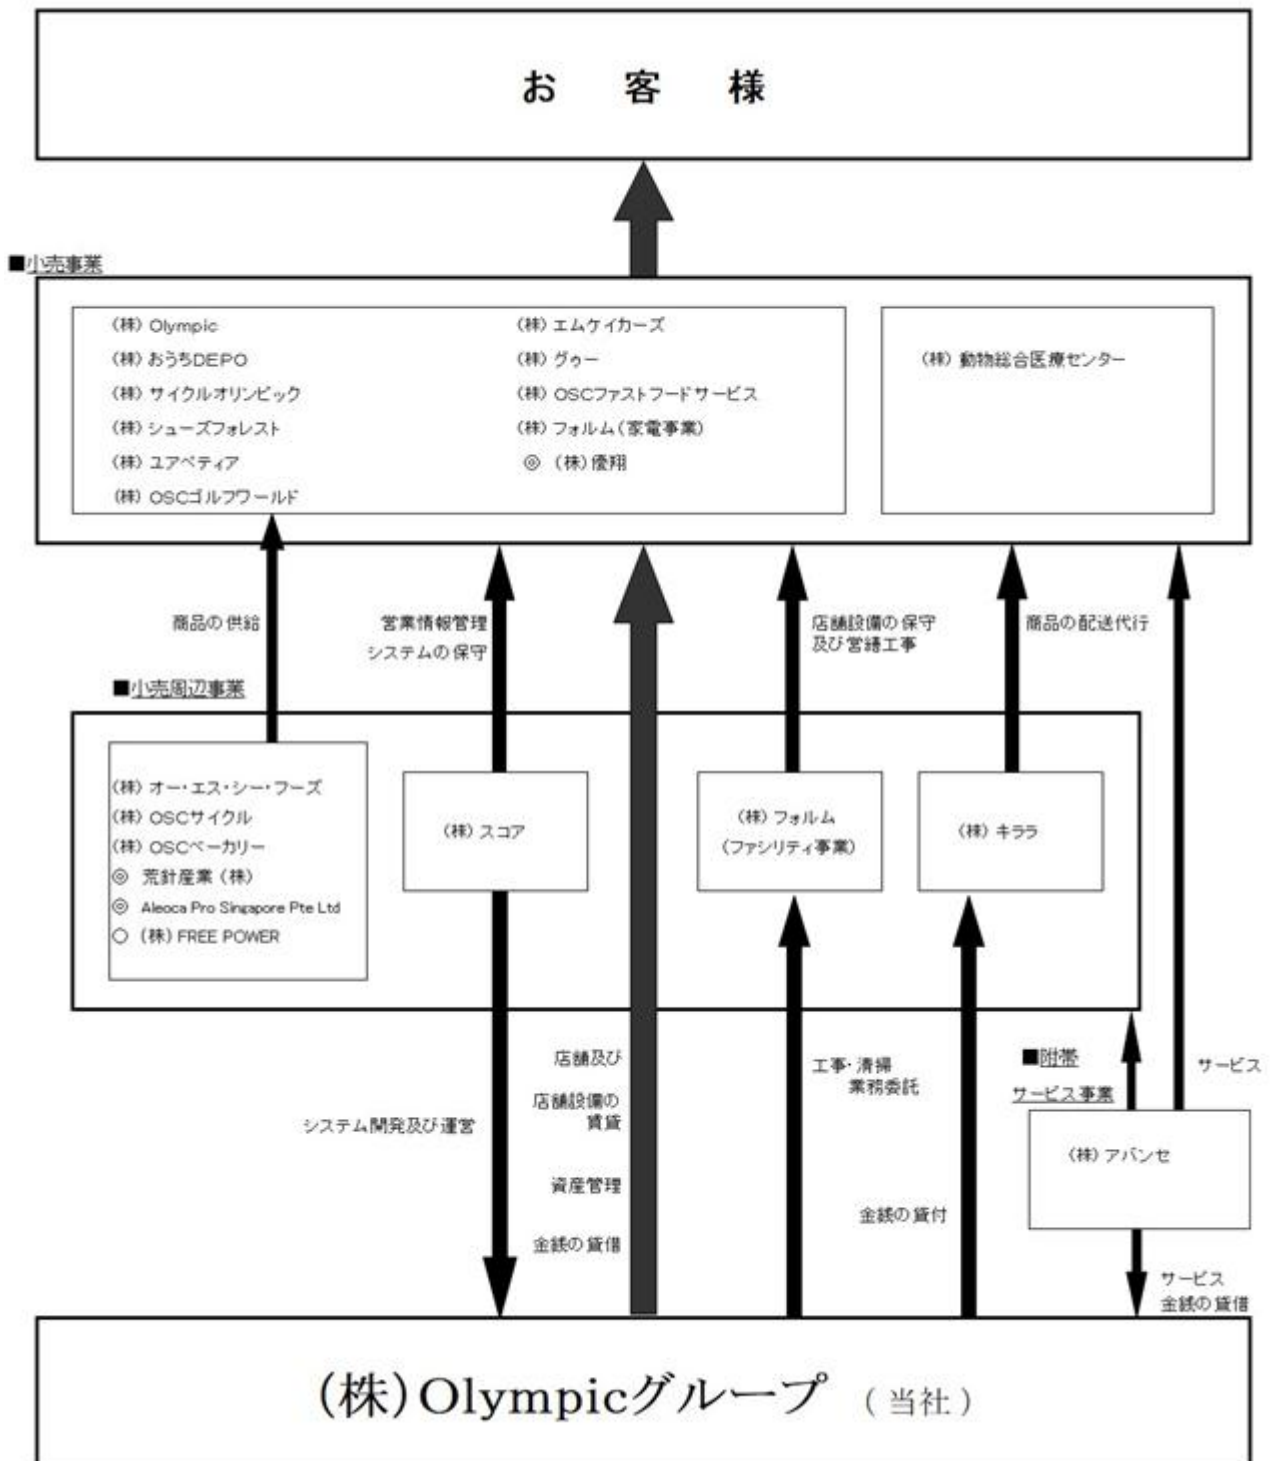 お 客 様
■小売事業
(株) Olympic
(株) おうちDEPO
(株) サイクルオリンピック
(株) シューズフォレスト
(株) ユアペティア
(株) OSCゴルフワールド
(株) エムケイカーズ
(株) グゥー
(株) OSCファストフードサービス
(株) フォルム(家電事業)
◎ (株) 優翔
(株) 動物総合医療センター
商品の供給
営業情報管理
システムの保守
店舗設備の保守
及び営繕工事
商品の配送代行
■小売周辺事業
(株) オー・エス・シー・フーズ
(株) OSCサイクル
(株) OSCベーカリー
◎ 荒針産業 (株)
◎ Aleoca Pro Singapore Pte Ltd
○ (株) FREE POWER
(株) スコア
(株) フォルム
(ファシリティ事業)
(株) キララ
システム開発及び運営
店舗及び
店舗設備の
賃貸
資産管理
金銭の貸借
工事・清掃
業務委託
金銭の貸付
■附帯
サービス事業
サービス
(株) アバンセ
サービス
金銭の貸借
(株) Olympicグループ (当社)